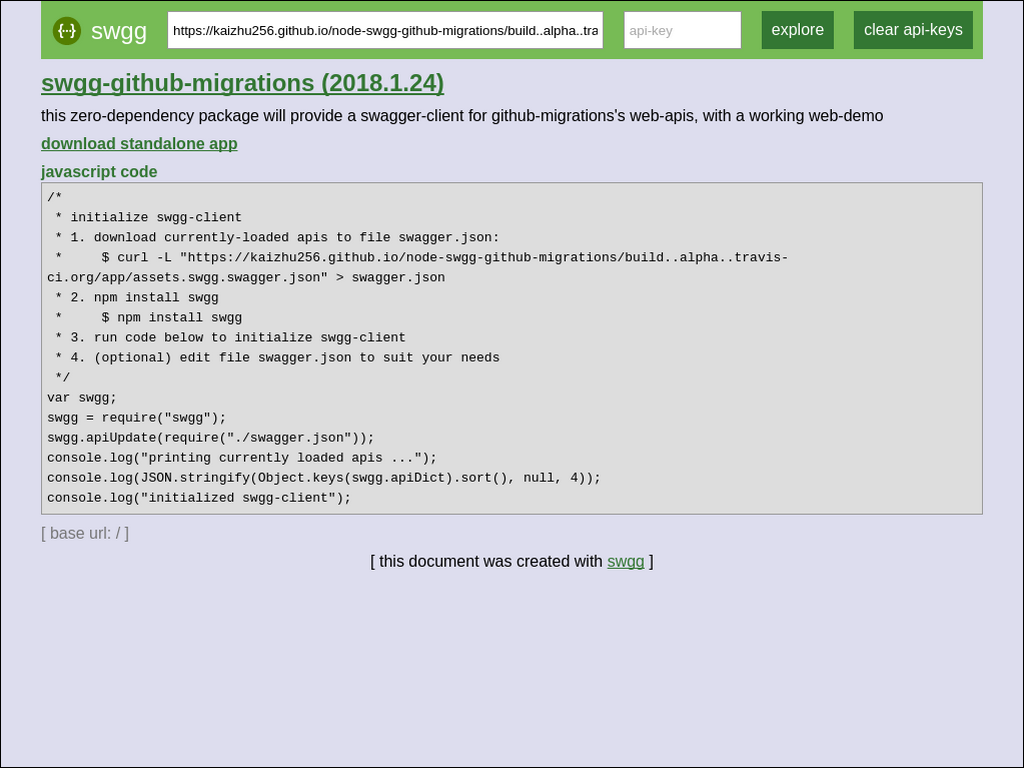 {··} swgg https://kaizhu256.github.io/node-swgg-github-migrations/build..alpha..tra api-key explore clear api-keys
swgg-github-migrations (2018.1.24)
this zero-dependency package will provide a swagger-client for github-migrations's web-apis, with a working web-demo
download standalone app
javascript code
/*
 * initialize swgg-client
 * 1. download currently-loaded apis to file swagger.json:
 *     $ curl -L "https://kaizhu256.github.io/node-swgg-github-migrations/build..alpha..travis-
ci.org/app/assets.swgg.swagger.json" > swagger.json
 * 2. npm install swgg
 *     $ npm install swgg
 * 3. run code below to initialize swgg-client
 * 4. (optional) edit file swagger.json to suit your needs
 */
var swgg;
swgg = require("swgg");
swgg.apiUpdate(require("./swagger.json"));
console.log("printing currently loaded apis ...");
console.log(JSON.stringify(Object.keys(swgg.apiDict).sort(), null, 4));
console.log("initialized swgg-client");
[ base url: / ]
[ this document was created with swgg ]